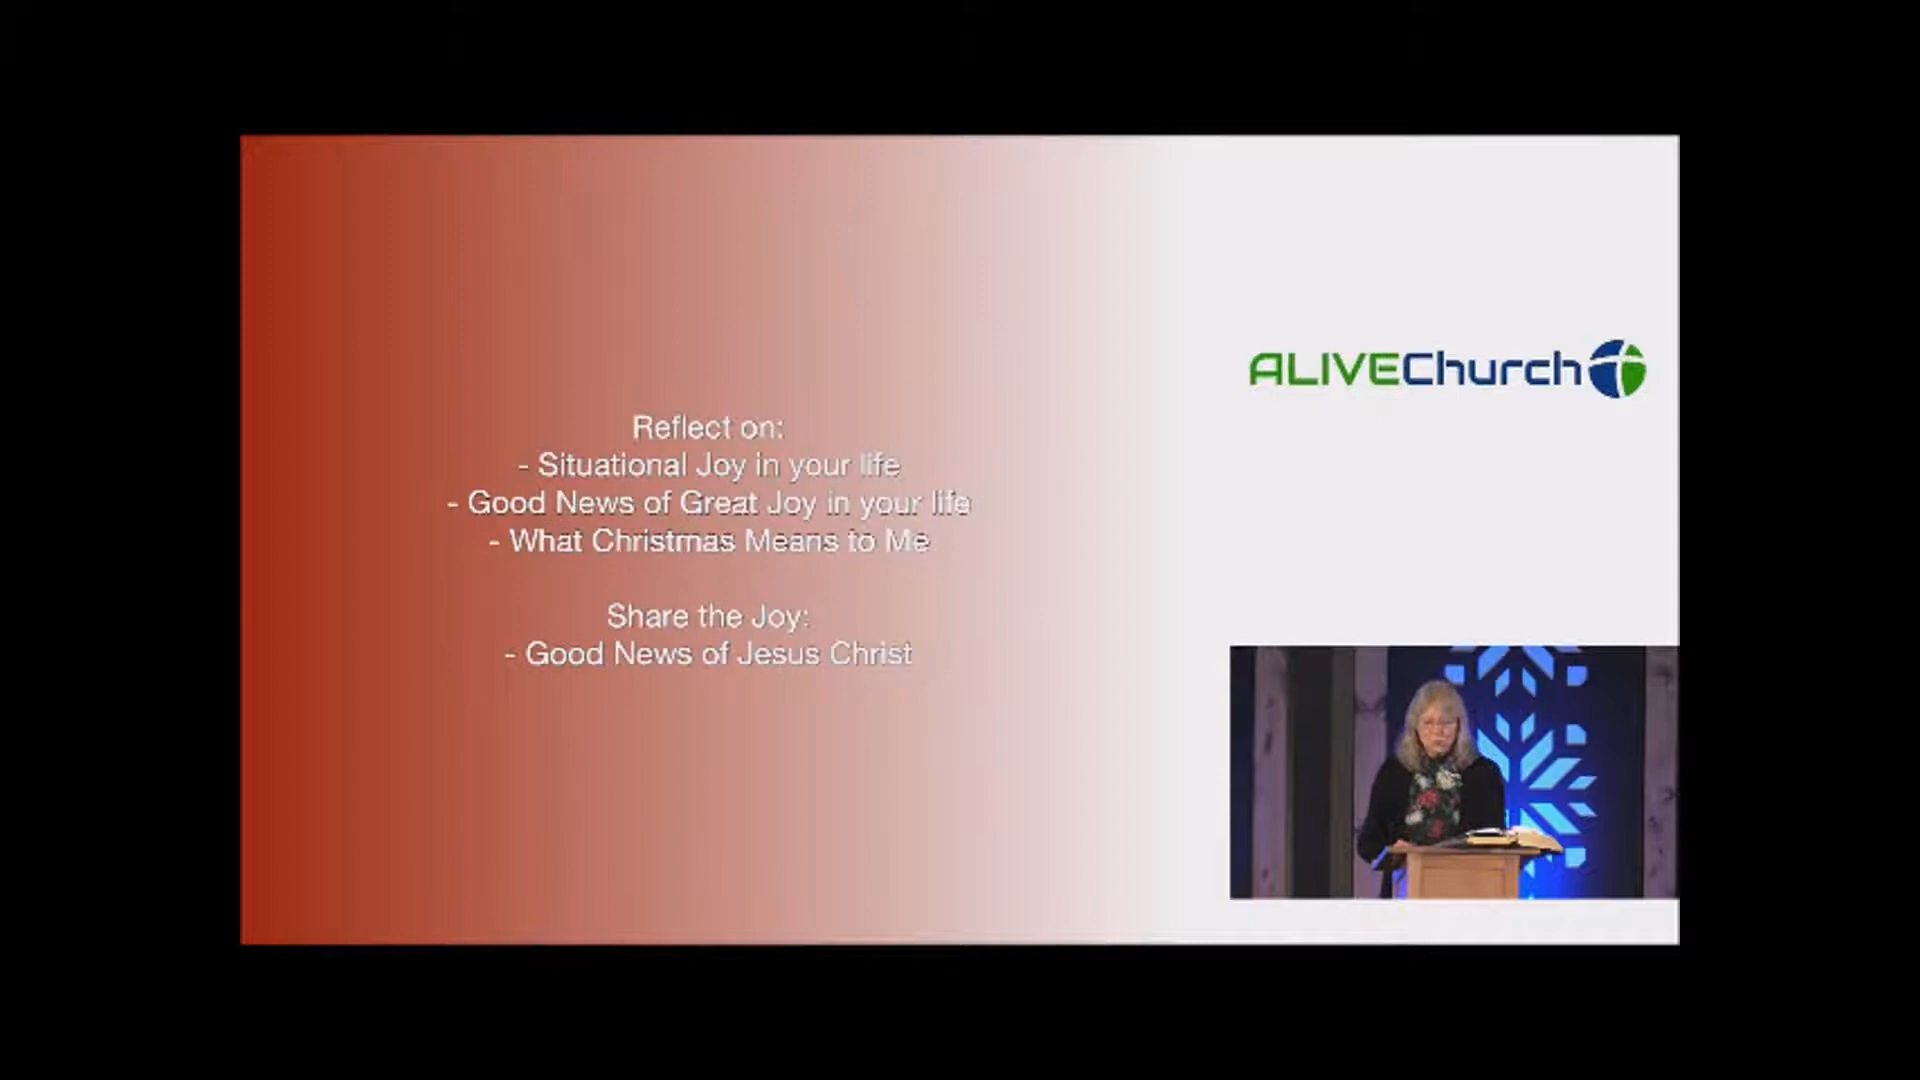 ALIVEChurch
Reflect on:
- Situational Joy in your life
- Good News of Great Joy in your life
- What Christmas Means to Me
Share the Joy:
- Good News of Jesus Christ